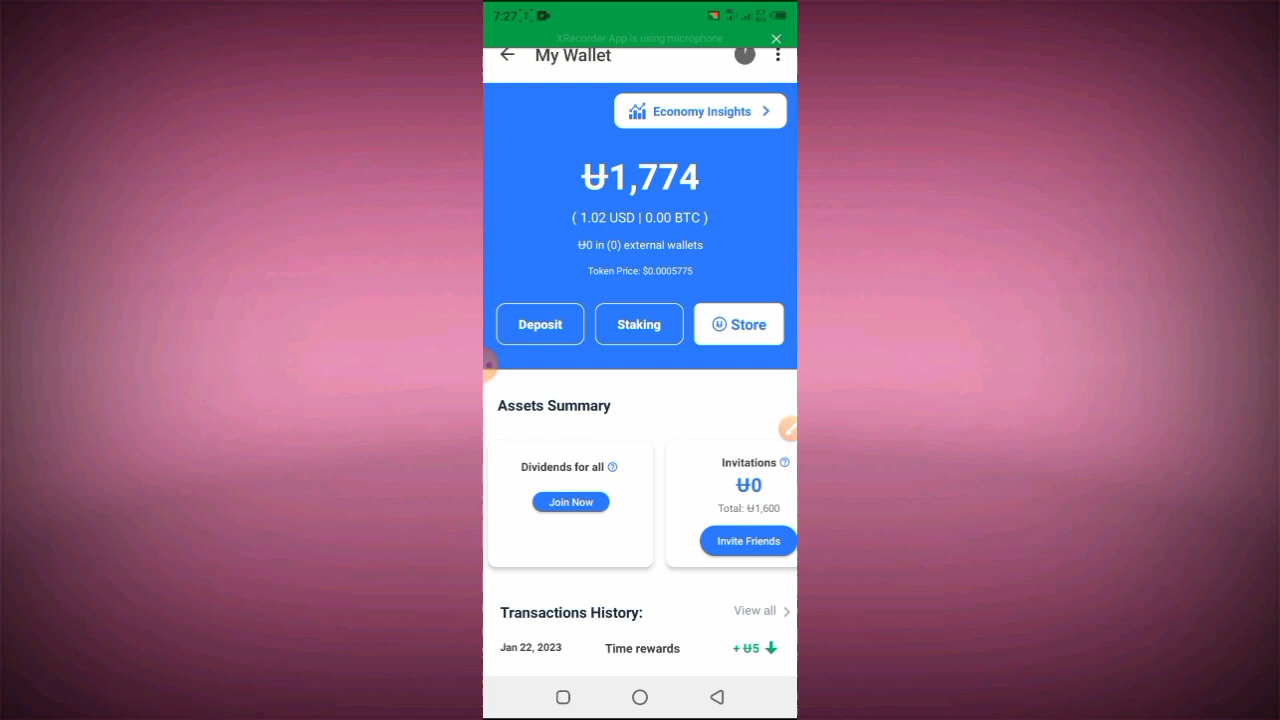 7:27
XRecorder App is using microphone
My Wallet
Economy Insights
Ʉ1,774
( 1.02 USD | 0.00 BTC )
Ʉ0 in (0) external wallets
Token Price: $0.0005775
Deposit
Staking
Store
Assets Summary
Dividends for all
Join Now
Invitations
Ʉ0
Total: Ʉ1,600
Invite Friends
Transactions History:
View all
Jan 22, 2023
Time rewards
+ Ʉ5